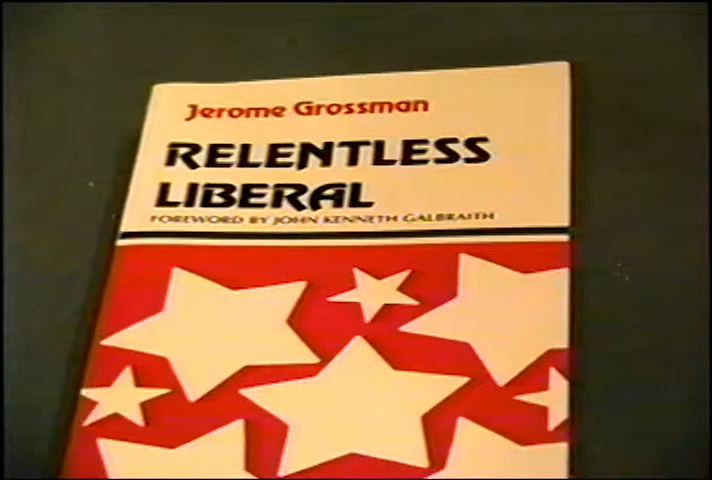 Jerome Grossman
RELENTLESS
LIBERAL
FOREWORD BY JOHN KENNETH GALBRAITH